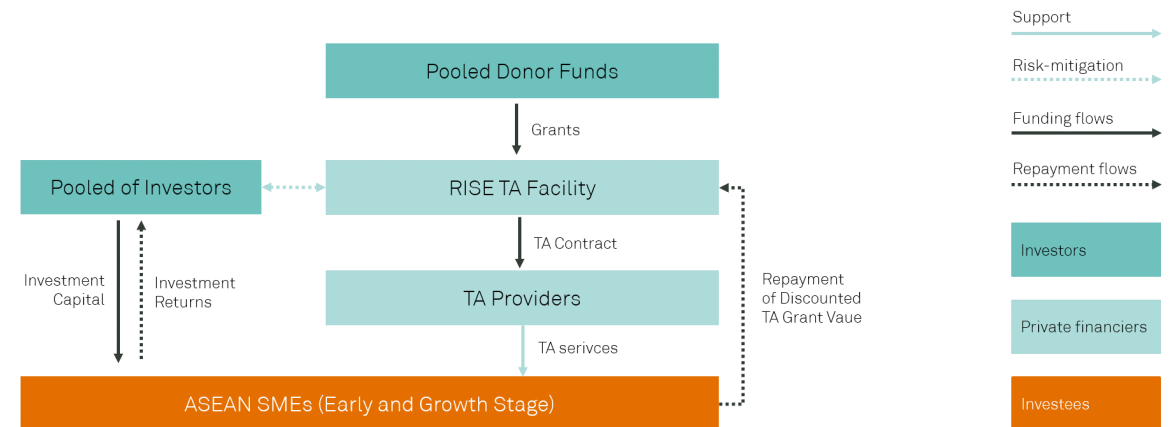 Pooled Donor Funds
Grants
Pooled of Investors
RISE TA Facility
TA Contract
Investment
Capital
Investment
Returns
TA Providers
Repayment
of Discounted
TA Grant Vaue
TA serivces
ASEAN SMEs (Early and Growth Stage)
Support
Risk-mitigation
Funding flows
Repayment flows
Investors
Private financiers
Investees